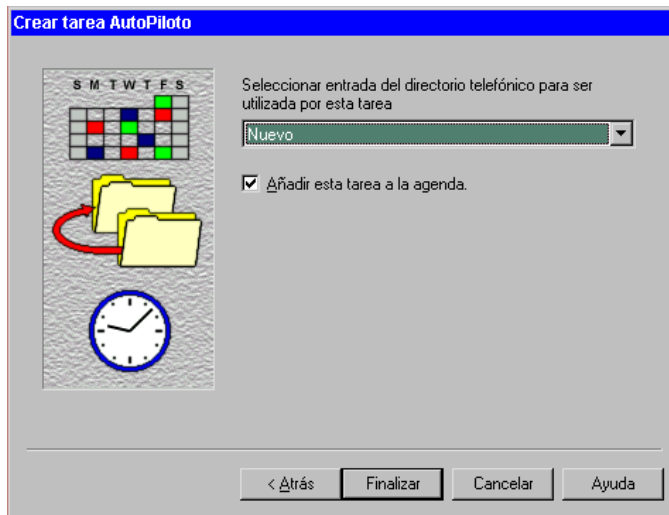 Crear tarea AutoPiloto
S M T W T F S
Seleccionar entrada del directorio telefónico para ser
utilizada por esta tarea
Nuevo
Añadir esta tarea a la agenda.
< Atrás
Finalizar
Cancelar
Ayuda